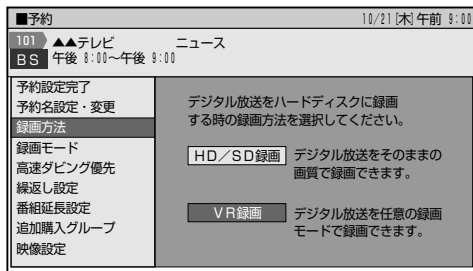 ■予約 10/21[木]午前 9:00
101 ▲▲テレビ ニュース
BS 午後 8:00～午後 9:00
予約設定完了
予約名設定・変更
録画方法
録画モード
高速ダビング優先
繰返し設定
番組延長設定
追加購入グループ
映像設定
デジタル放送をハードディスクに録画
する時の録画方法を選択してください。
HD／SD録画 デジタル放送をそのままの
画質で録画できます。
VR録画 デジタル放送を任意の録画
モードで録画できます。